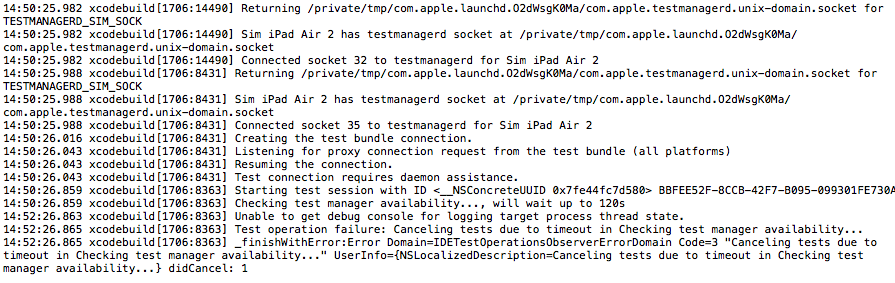 14:50:25.982 xcodebuild[1706:14490] Returning /private/tmp/com.apple.launchd.O2dWsgK0Ma/com.apple.testmanagerd.unix-domain.socket for
TESTMANAGERD_SIM_SOCK
14:50:25.982 xcodebuild[1706:14490] Sim iPad Air 2 has testmanagerd socket at /private/tmp/com.apple.launchd.O2dWsgK0Ma/
com.apple.testmanagerd.unix-domain.socket
14:50:25.982 xcodebuild[1706:14490] Connected socket 32 to testmanagerd for Sim iPad Air 2
14:50:25.988 xcodebuild[1706:8431] Returning /private/tmp/com.apple.launchd.O2dWsgK0Ma/com.apple.testmanagerd.unix-domain.socket for
TESTMANAGERD_SIM_SOCK
14:50:25.988 xcodebuild[1706:8431] Sim iPad Air 2 has testmanagerd socket at /private/tmp/com.apple.launchd.O2dWsgK0Ma/
com.apple.testmanagerd.unix-domain.socket
14:50:25.988 xcodebuild[1706:8431] Connected socket 35 to testmanagerd for Sim iPad Air 2
14:50:26.016 xcodebuild[1706:8431] Creating the test bundle connection.
14:50:26.043 xcodebuild[1706:8431] Listening for proxy connection request from the test bundle (all platforms)
14:50:26.043 xcodebuild[1706:8431] Resuming the connection.
14:50:26.043 xcodebuild[1706:8431] Test connection requires daemon assistance.
14:50:26.859 xcodebuild[1706:8363] Starting test session with ID <__NSConcreteUUID 0x7fe44fc7d580> BBFEE52F-8CCB-42F7-B095-099301FE730A
14:50:26.859 xcodebuild[1706:8363] Checking test manager availability..., will wait up to 120s
14:52:26.863 xcodebuild[1706:8363] Unable to get debug console for logging target process thread state.
14:52:26.865 xcodebuild[1706:8363] Test operation failure: Canceling tests due to timeout in Checking test manager availability...
14:52:26.865 xcodebuild[1706:8363] _finishWithError:Error Domain=IDETestOperationsObserverErrorDomain Code=3 "Canceling tests due to
timeout in Checking test manager availability..." UserInfo={NSLocalizedDescription=Canceling tests due to timeout in Checking test
manager availability...} didCancel: 1